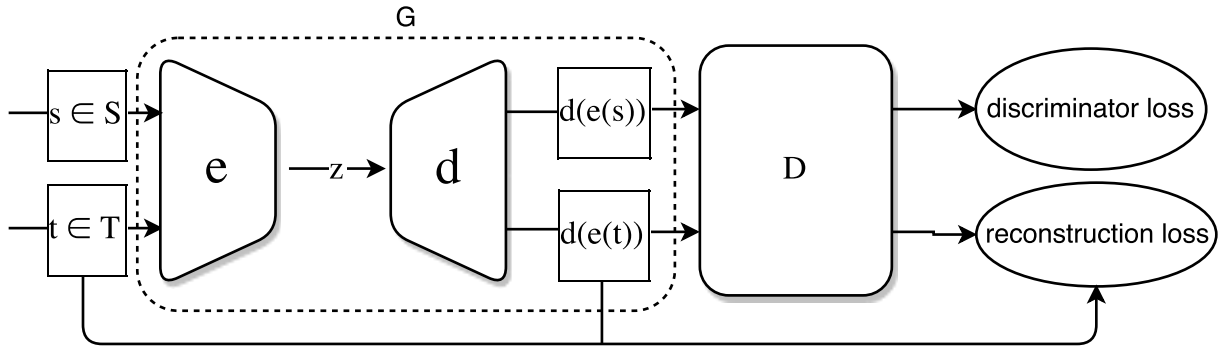 G
s ∈ S
t ∈ T
e
z
d
d(e(s))
d(e(t))
D
discriminator loss
reconstruction loss